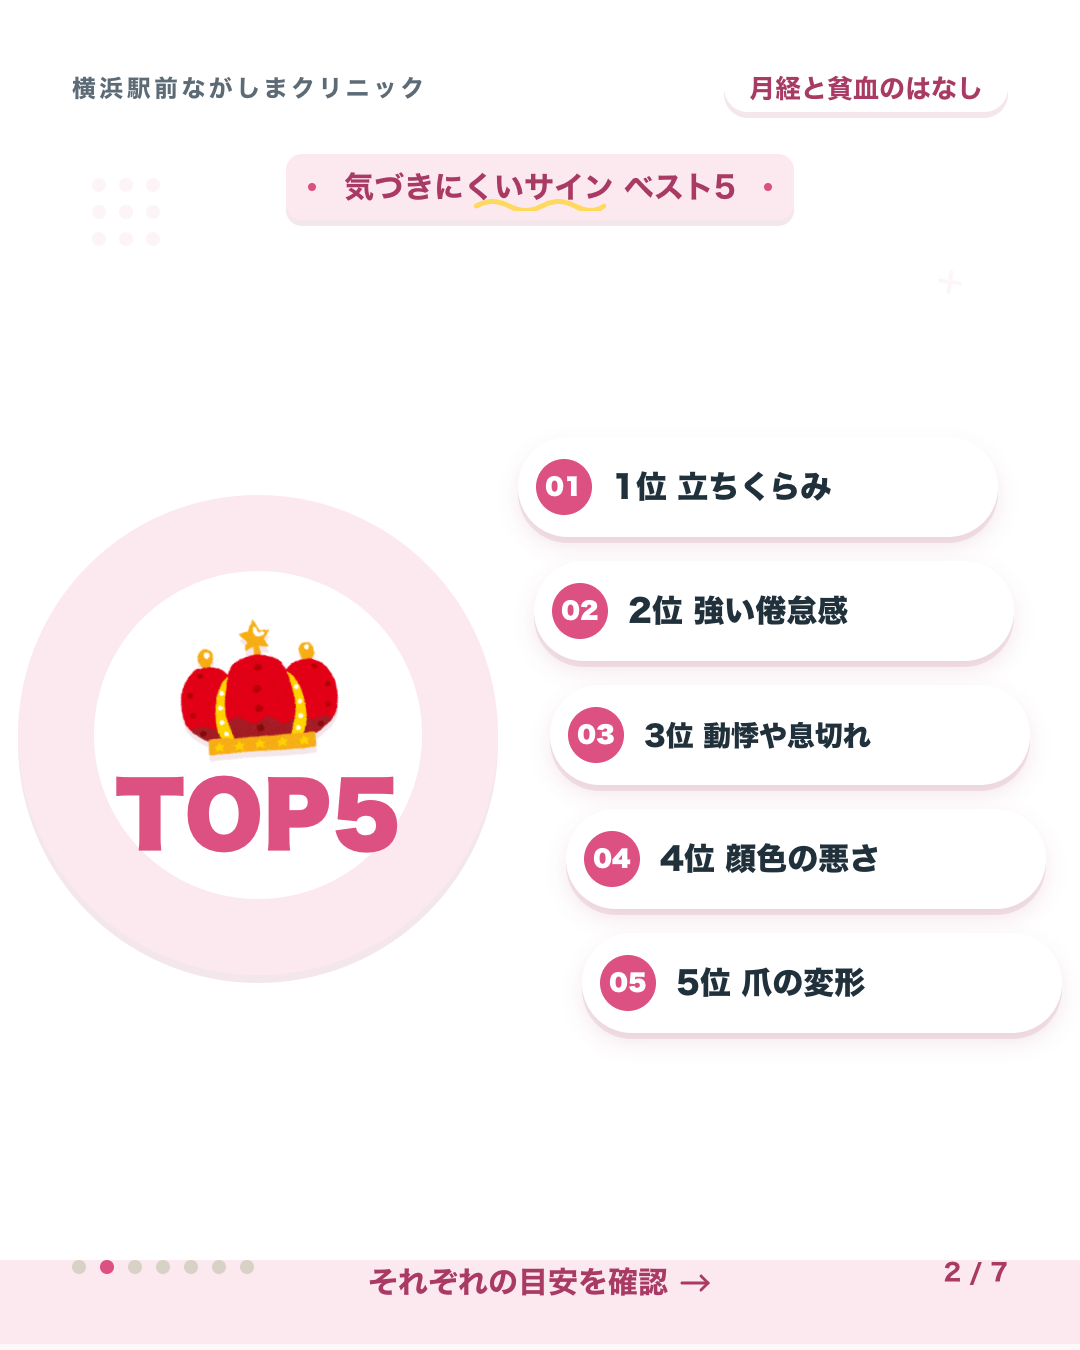 横浜駅前ながしまクリニック
月経と貧血のはなし
・ 気づきにくいサイン ベスト5 ・
TOP5
01 1位 立ちくらみ
02 2位 強い倦怠感
03 3位 動悸や息切れ
04 4位 顔色の悪さ
05 5位 爪の変形
それぞれの目安を確認 →
2 / 7